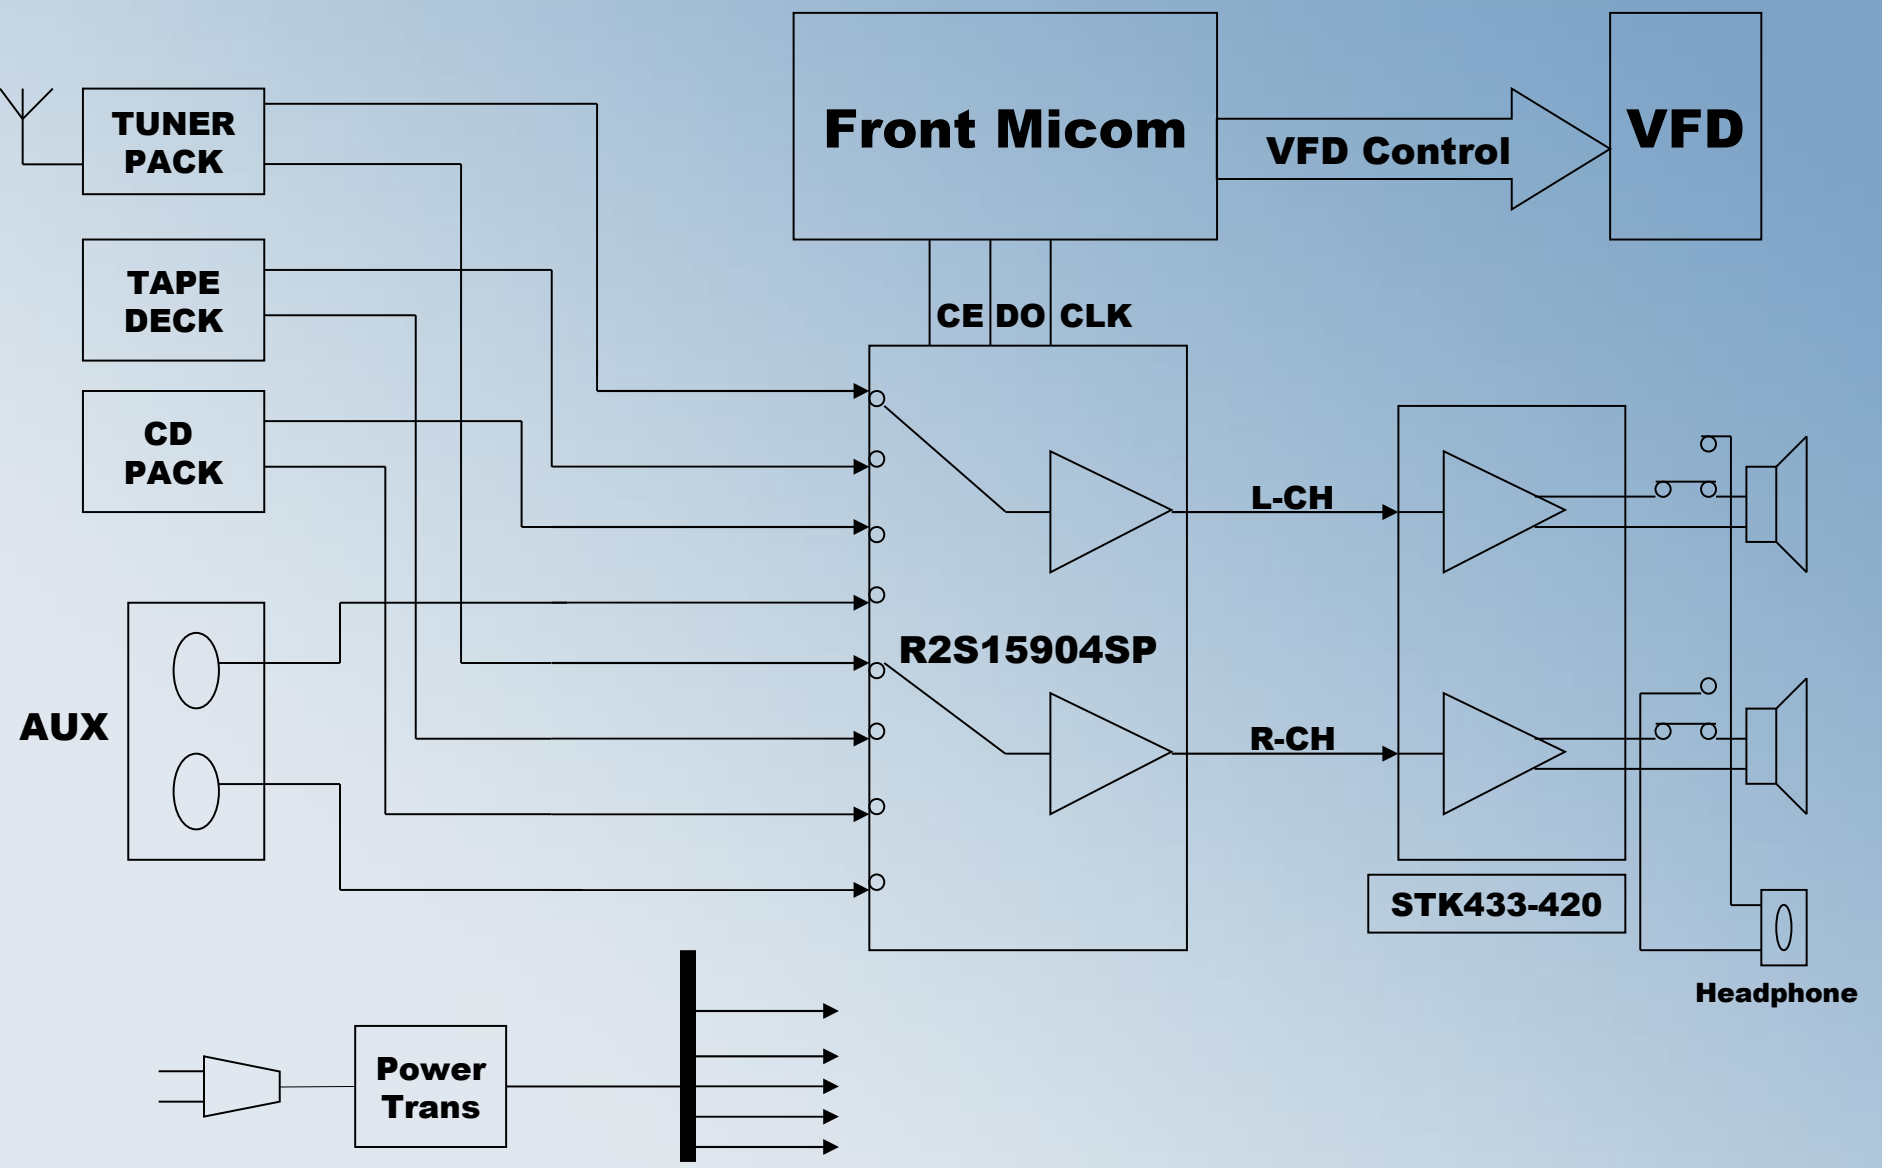 TUNER
PACK
Front Micom
VFD Control
VFD
TAPE
DECK
CE DO CLK
CD
PACK
L-CH
R2S15904SP
AUX
R-CH
STK433-420
Headphone
Power
Trans